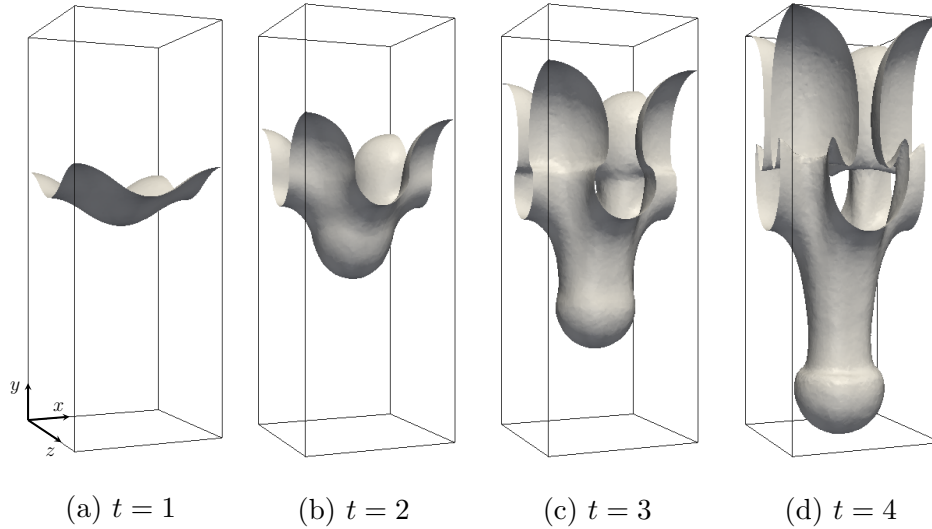 y
x
z
(a) t = 1
(b) t = 2
(c) t = 3
(d) t = 4